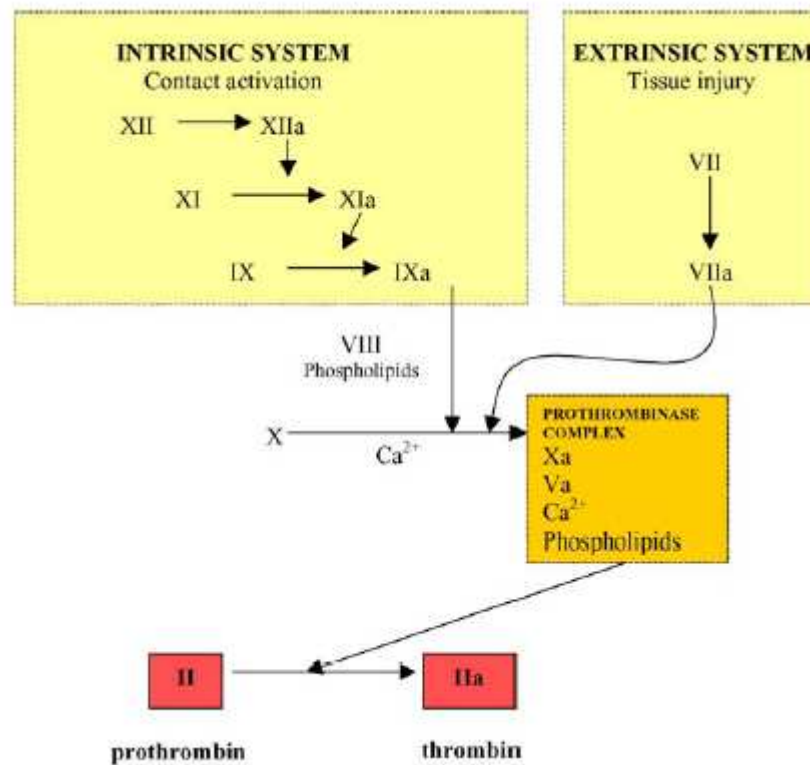 INTRINSIC SYSTEM
Contact activation
XII XIIa
XI XIa
IX IXa
EXTRINSIC SYSTEM
Tissue injury
VII
VIIa
VIII
Phospholipids
X
Ca²⁺
PROTHROMBINASE
COMPLEX
Xa
Va
Ca²⁺
Phospholipids
II IIa
prothrombin thrombin